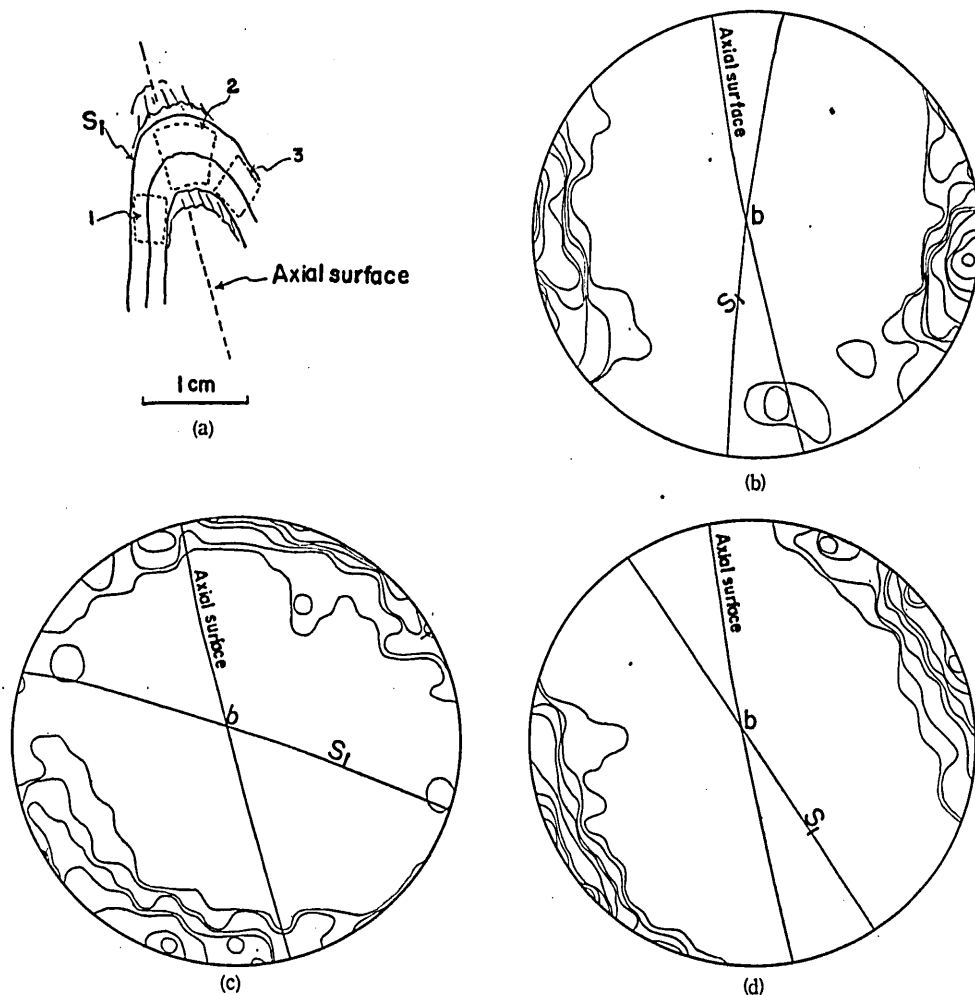 S₁
2
3
1
Axial surface
1 cm
(a)
Axial surface
b
S₁
(b)
Axial surface
b
S₁
(c)
Axial surface
b
S₁
(d)